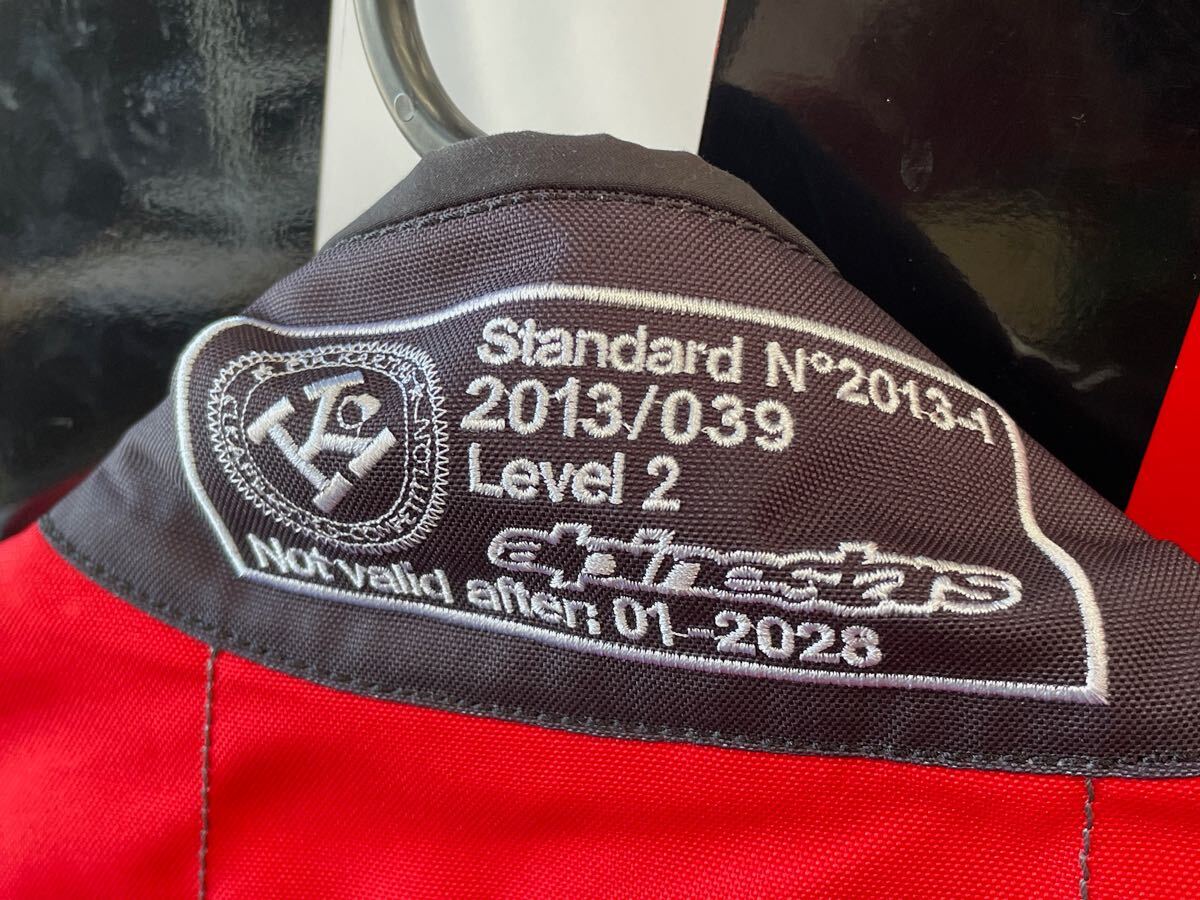 Standard N°2013-1
2013/039
Level 2
alpinestars
Not valid after: 01-2028